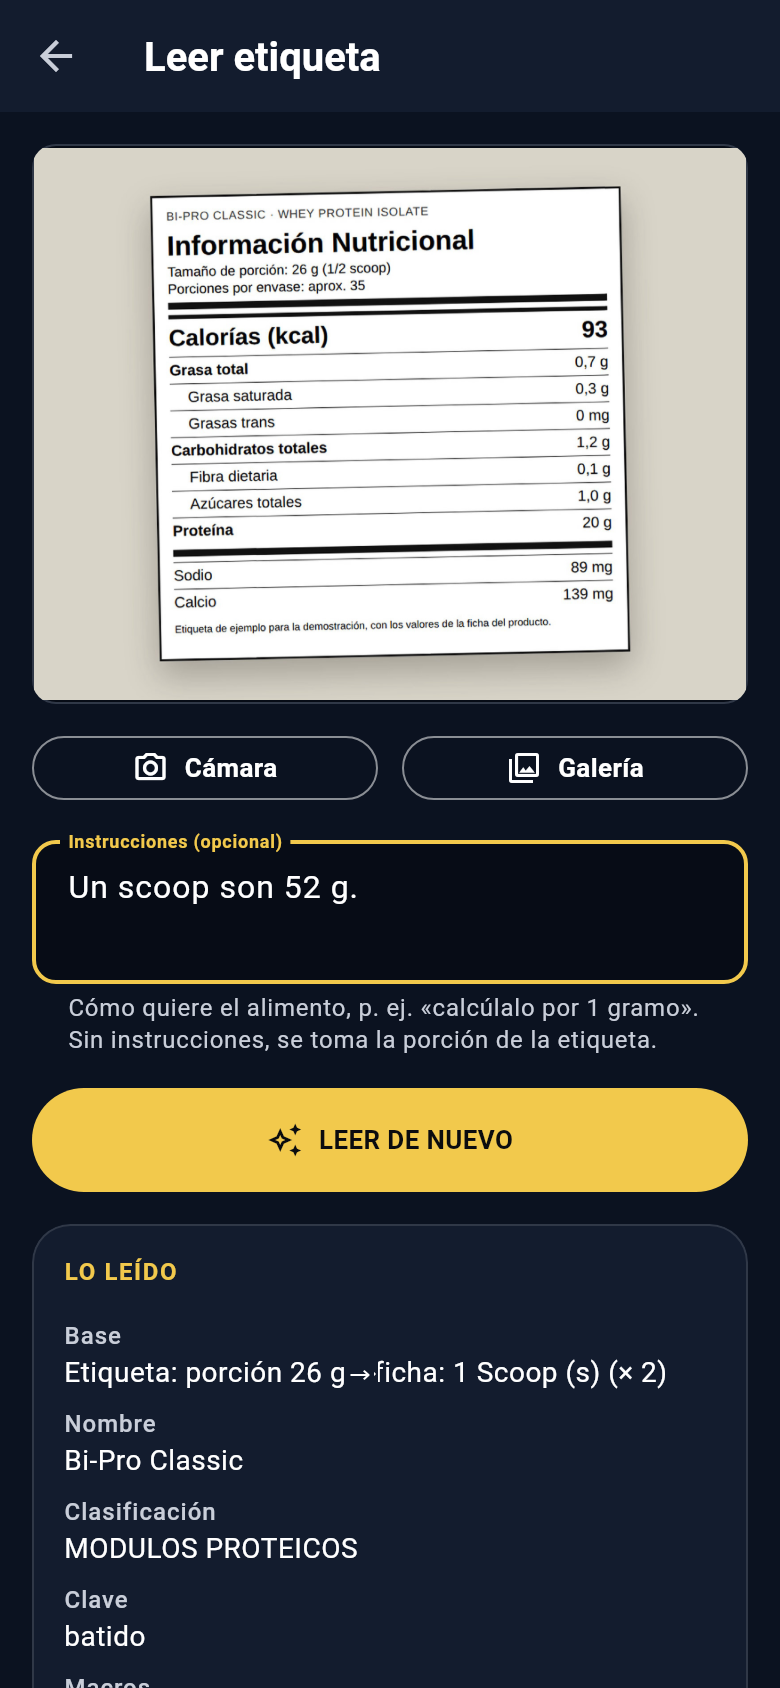 Leer etiqueta
BI-PRO CLASSIC · WHEY PROTEIN ISOLATE
Información Nutricional
Tamaño de porción: 26 g (1/2 scoop)
Porciones por envase: aprox. 35
Calorías (kcal) 93
Grasa total 0,7 g
Grasa saturada 0,3 g
Grasas trans 0 mg
Carbohidratos totales 1,2 g
Fibra dietaria 0,1 g
Azúcares totales 1,0 g
Proteína 20 g
Sodio 89 mg
Calcio 139 mg
Etiqueta de ejemplo para la demostración, con los valores de la ficha del producto.
Cámara Galería
Instrucciones (opcional)
Un scoop son 52 g.
Cómo quiere el alimento, p. ej. «calcúlalo por 1 gramo».
Sin instrucciones, se toma la porción de la etiqueta.
LEER DE NUEVO
LO LEÍDO
Base
Etiqueta: porción 26 g→ficha: 1 Scoop (s) (× 2)
Nombre
Bi-Pro Classic
Clasificación
MODULOS PROTEICOS
Clave
batido
Macros